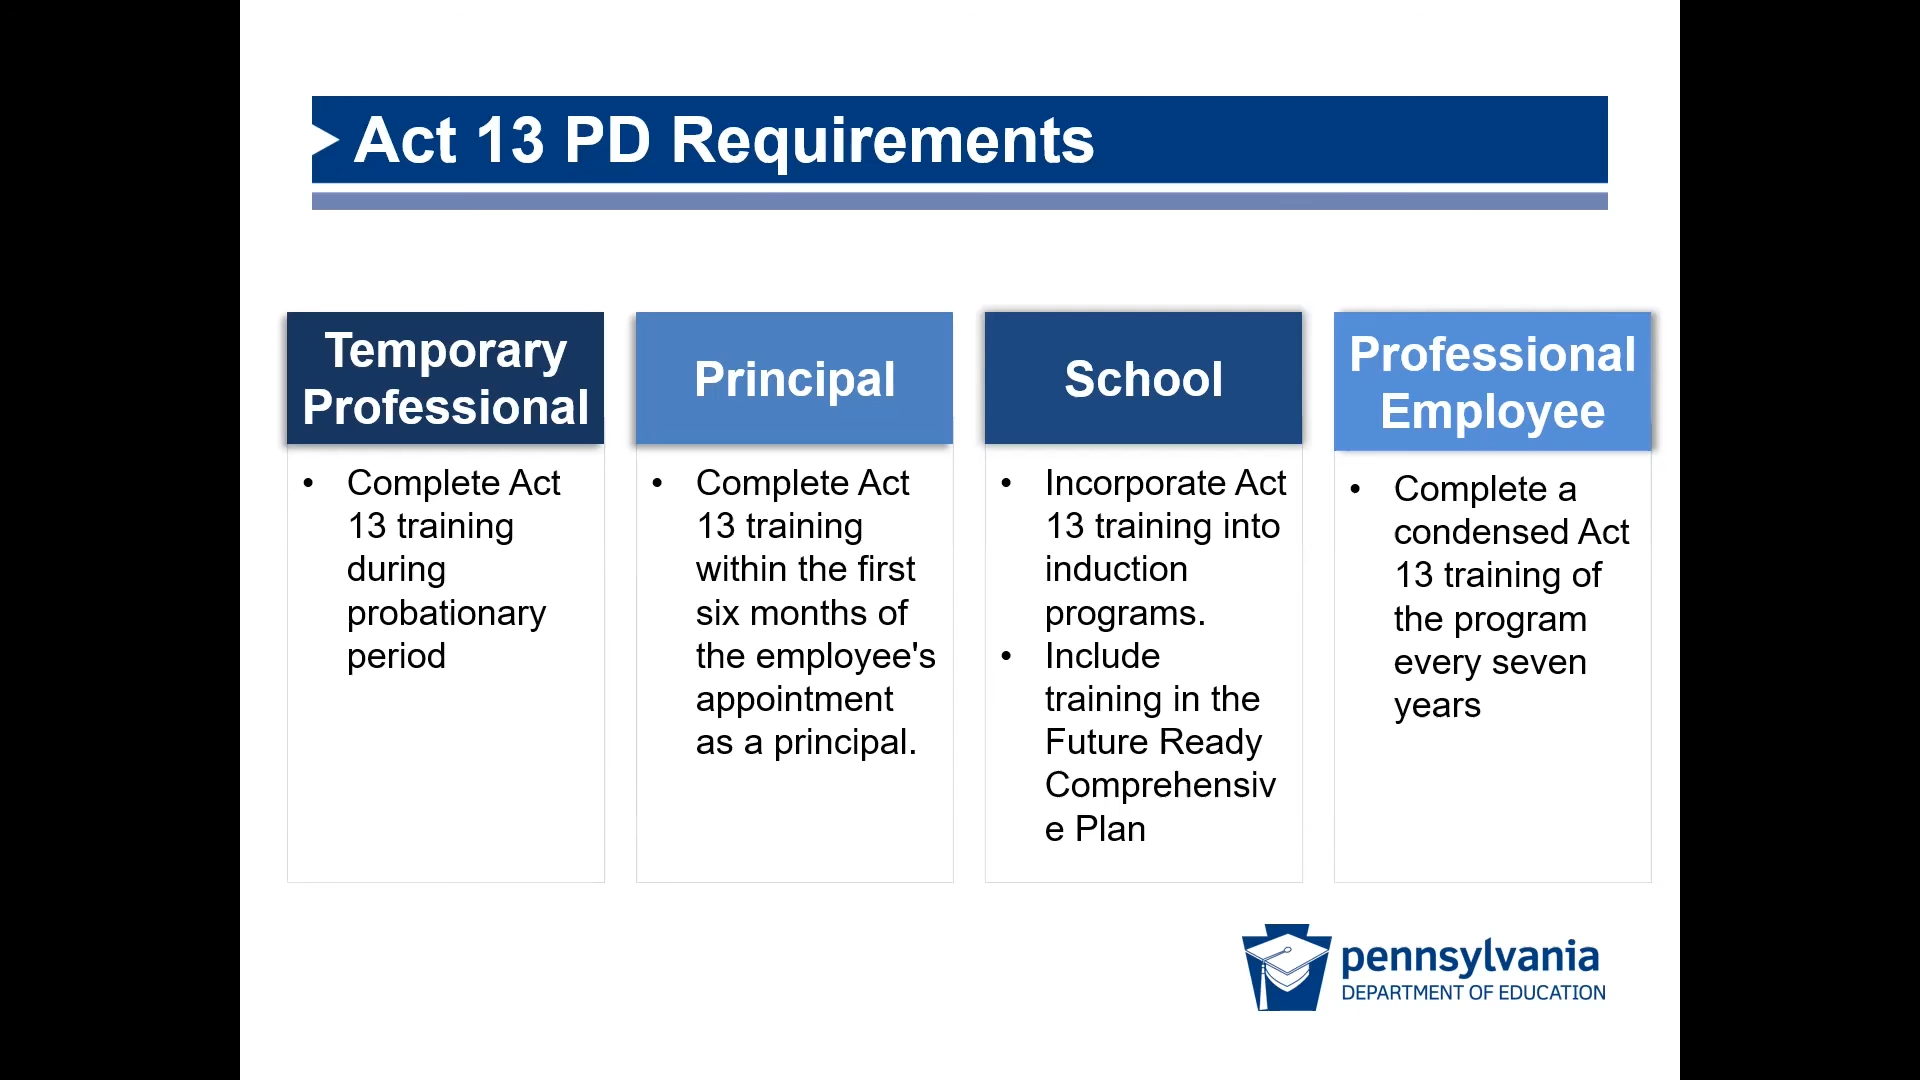 Act 13 PD Requirements
Temporary
Professional
• Complete Act
13 training
during
probationary
period
Principal
• Complete Act
13 training
within the first
six months of
the employee's
appointment
as a principal.
School
• Incorporate Act
13 training into
induction
programs.
• Include
training in the
Future Ready
Comprehensiv
e Plan
Professional
Employee
• Complete a
condensed Act
13 training of
the program
every seven
years
pennsylvania
DEPARTMENT OF EDUCATION